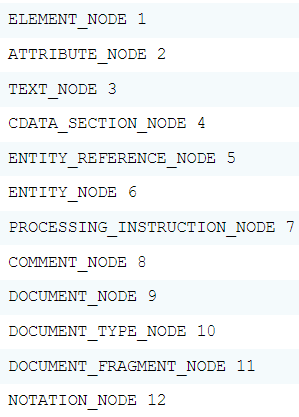 ELEMENT_NODE 1
ATTRIBUTE_NODE 2
TEXT_NODE 3
CDATA_SECTION_NODE 4
ENTITY_REFERENCE_NODE 5
ENTITY_NODE 6
PROCESSING_INSTRUCTION_NODE 7
COMMENT_NODE 8
DOCUMENT_NODE 9
DOCUMENT_TYPE_NODE 10
DOCUMENT_FRAGMENT_NODE 11
NOTATION_NODE 12